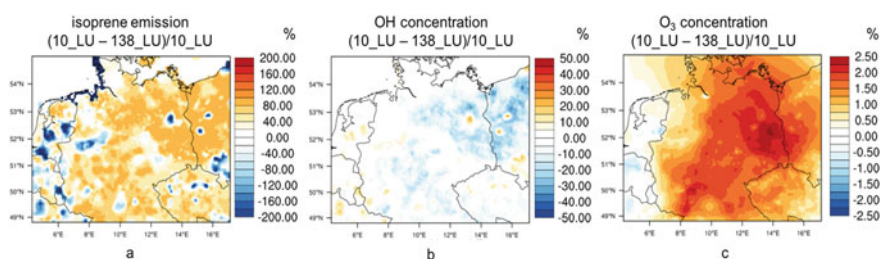 isoprene emission
(10_LU – 138_LU)/10_LU
%
200.00
160.00
120.00
80.00
40.00
0.00
-40.00
-80.00
-120.00
-160.00
-200.00
54°N
53°N
52°N
51°N
50°N
49°N
6°E 8°E 10°E 12°E 14°E 16°E
a
OH concentration
(10_LU – 138_LU)/10_LU
%
50.00
40.00
30.00
20.00
10.00
0.00
-10.00
-20.00
-30.00
-40.00
-50.00
54°N
53°N
52°N
51°N
50°N
49°N
6°E 8°E 10°E 12°E 14°E 16°E
b
O₃ concentration
(10_LU – 138_LU)/10_LU
%
2.50
2.00
1.50
1.00
0.50
0.00
-0.50
-1.00
-1.50
-2.00
-2.50
54°N
53°N
52°N
51°N
50°N
49°N
6°E 8°E 10°E 12°E 14°E 16°E
c